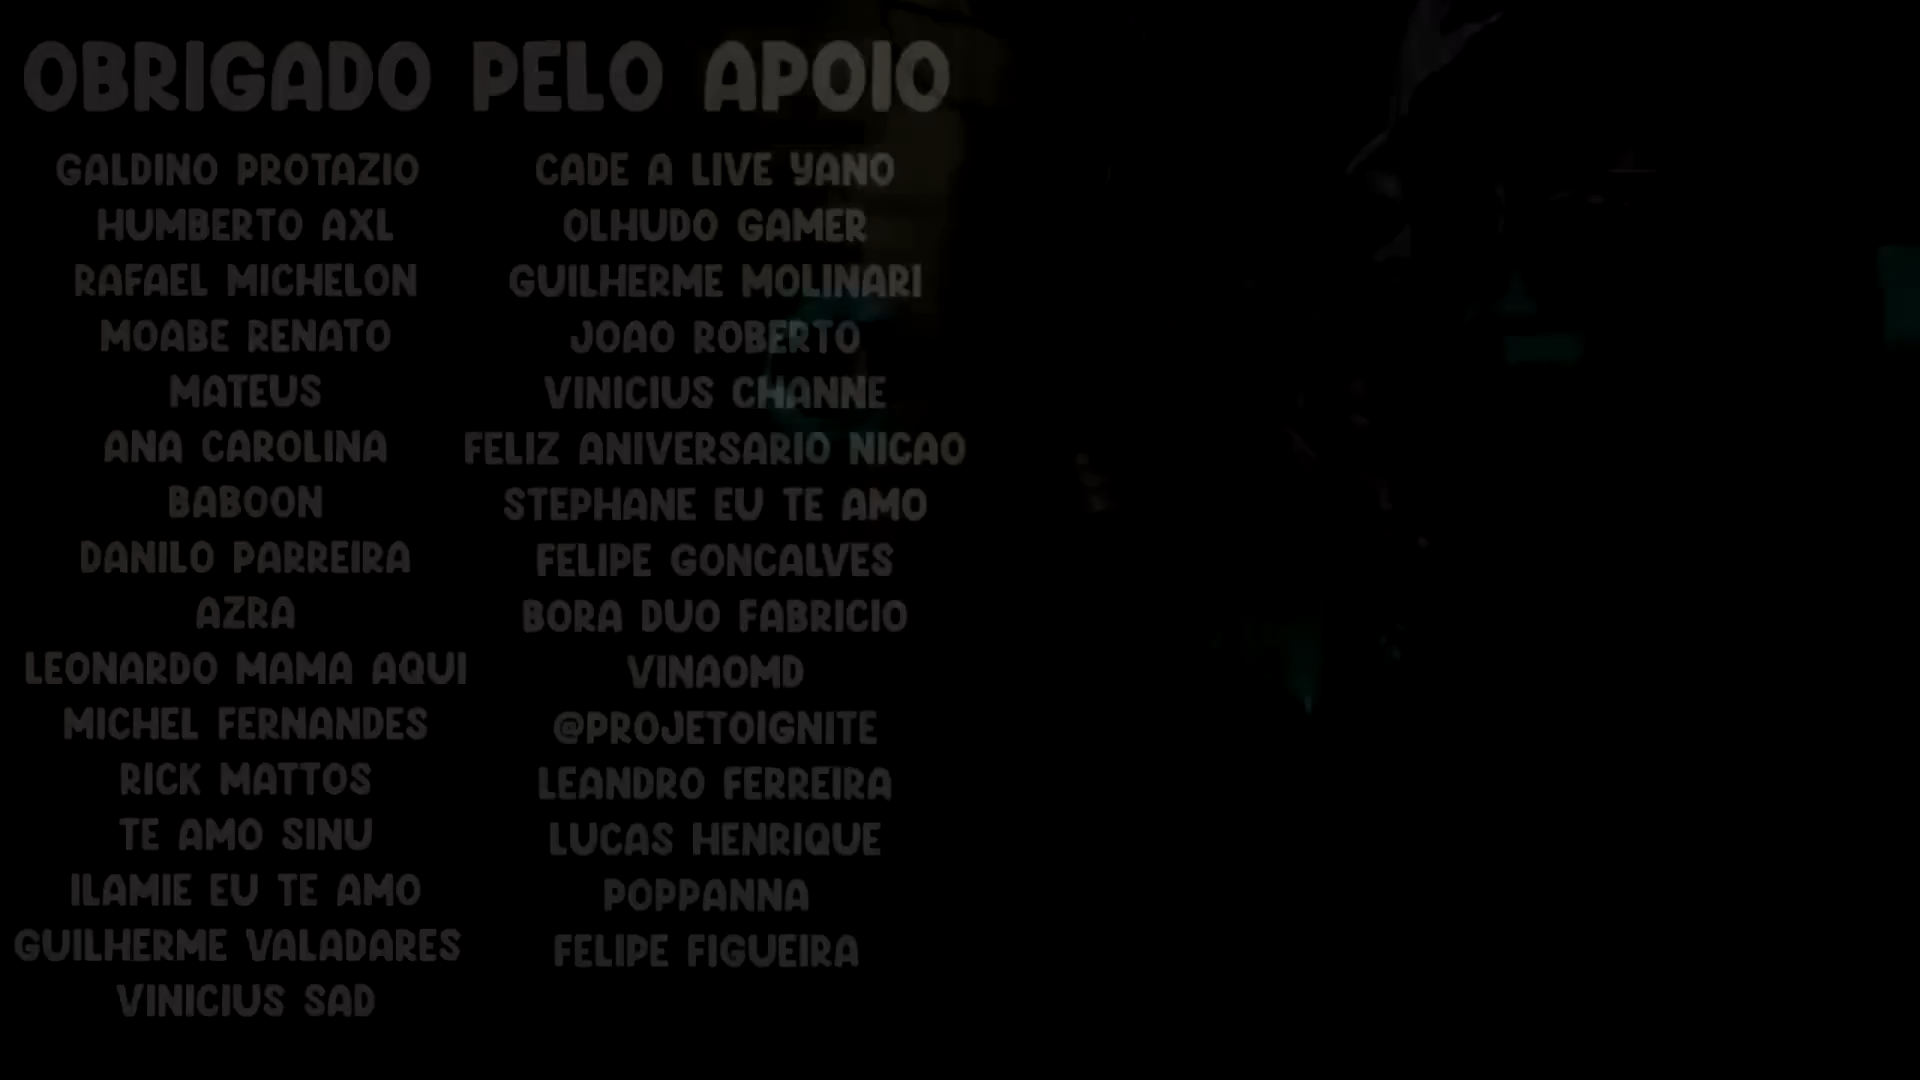 OBRIGADO PELO APOIO
GALDINO PROTAZIO
HUMBERTO AXL
RAFAEL MICHELON
MOABE RENATO
MATEUS
ANA CAROLINA
BABOON
DANILO PARREIRA
AZRA
LEONARDO MAMA AQUI
MICHEL FERNANDES
RICK MATTOS
TE AMO SINU
ILAMIE EU TE AMO
GUILHERME VALADARES
VINICIUS SAD
CADE A LIVE YANO
OLHUDO GAMER
GUILHERME MOLINARI
JOAO ROBERTO
VINICIUS CHANNE
FELIZ ANIVERSARIO NICAO
STEPHANE EU TE AMO
FELIPE GONCALVES
BORA DUO FABRICIO
VINAOMD
@PROJETOIGNITE
LEANDRO FERREIRA
LUCAS HENRIQUE
POPPANNA
FELIPE FIGUEIRA